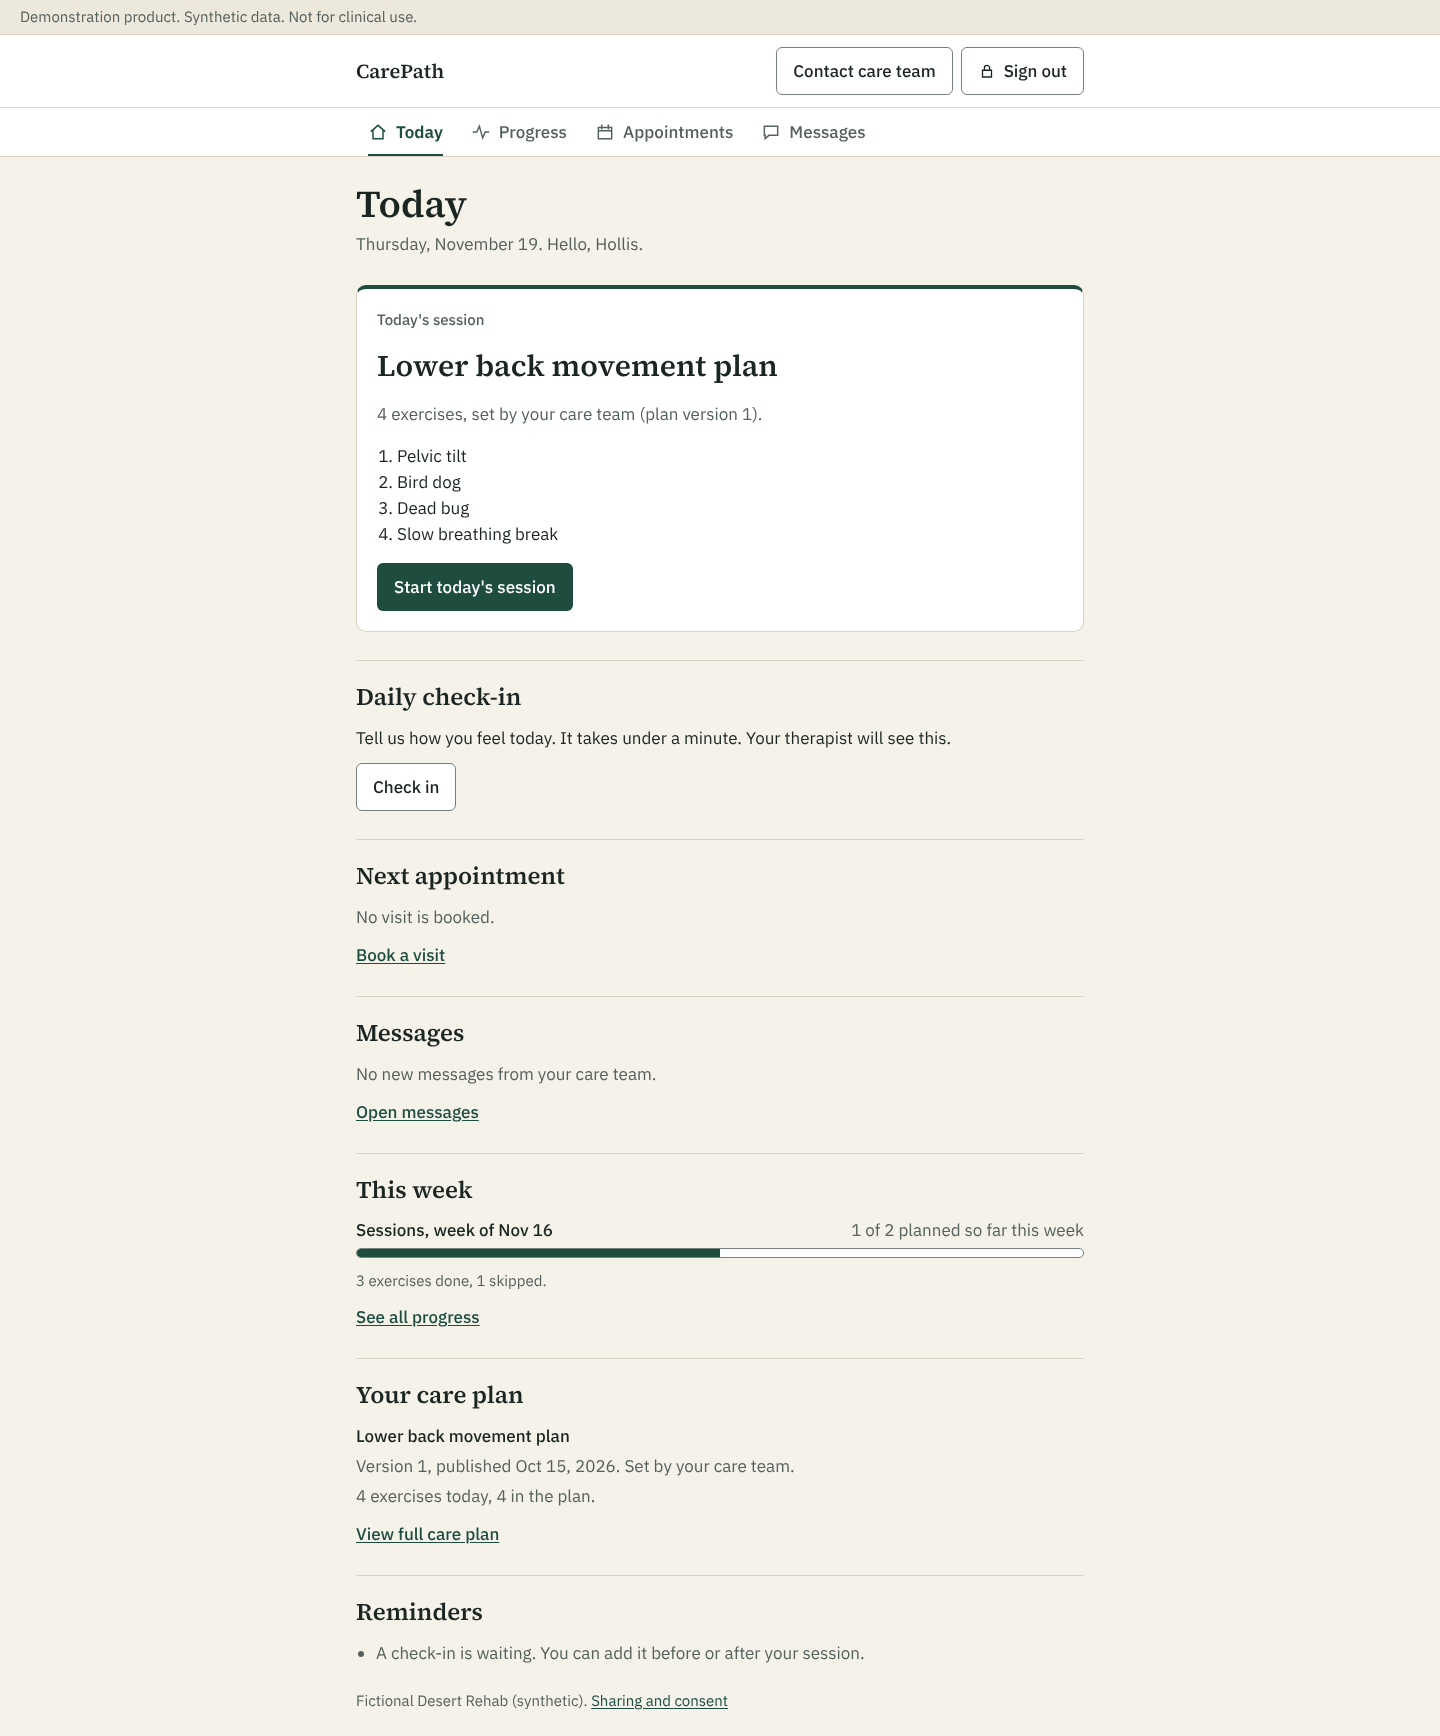 Demonstration product. Synthetic data. Not for clinical use.
CarePath
Contact care team
Sign out
Today
Progress
Appointments
Messages
Today
Thursday, November 19. Hello, Hollis.
Today's session
Lower back movement plan
4 exercises, set by your care team (plan version 1).
1. Pelvic tilt
2. Bird dog
3. Dead bug
4. Slow breathing break
Start today's session
Daily check-in
Tell us how you feel today. It takes under a minute. Your therapist will see this.
Check in
Next appointment
No visit is booked.
Book a visit
Messages
No new messages from your care team.
Open messages
This week
Sessions, week of Nov 16
1 of 2 planned so far this week
3 exercises done, 1 skipped.
See all progress
Your care plan
Lower back movement plan
Version 1, published Oct 15, 2026. Set by your care team.
4 exercises today, 4 in the plan.
View full care plan
Reminders
• A check-in is waiting. You can add it before or after your session.
Fictional Desert Rehab (synthetic). Sharing and consent